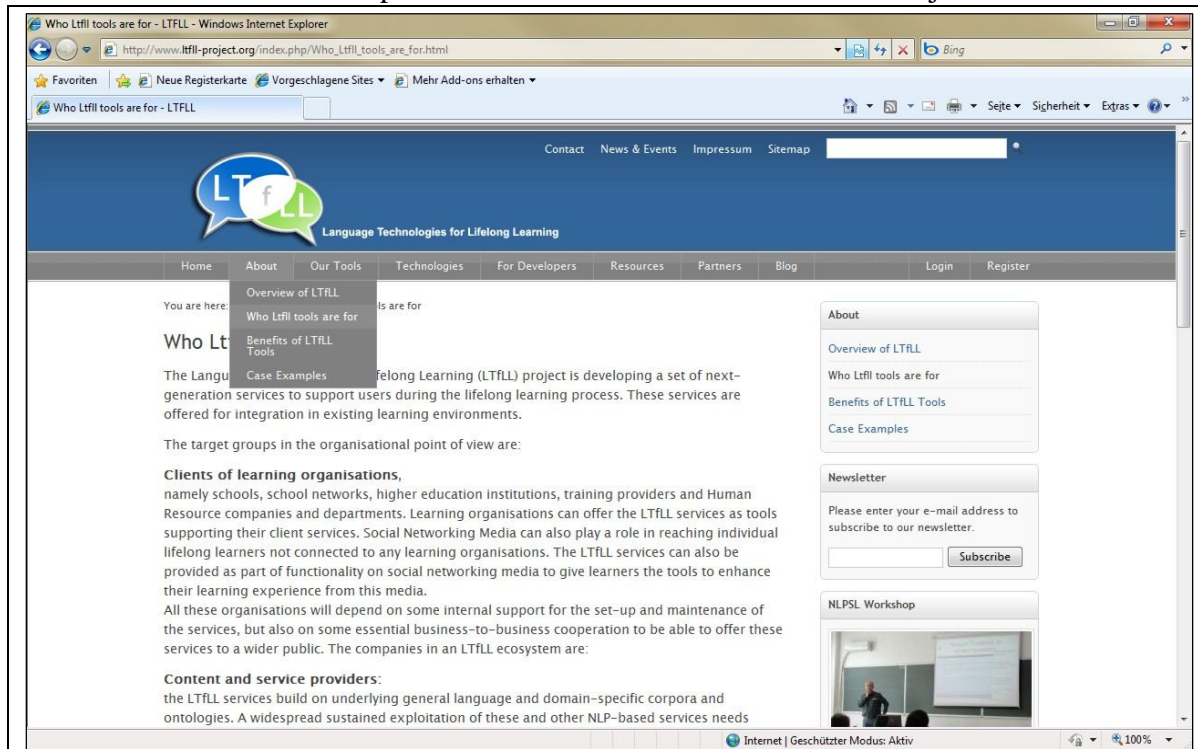 Who Ltfll tools are for - LTFLL - Windows Internet Explorer
http://www.ltfll-project.org/index.php/Who_Ltfll_tools_are_for.html
Bing
Favoriten Neue Registerkarte Vorgeschlagene Sites Mehr Add-ons erhalten
Who Ltfll tools are for - LTFLL
Seite Sicherheit Extras
Contact News & Events Impressum Sitemap
LTfLL
Language Technologies for Lifelong Learning
Home About Our Tools Technologies For Developers Resources Partners Blog Login Register
Overview of LTfLL
Who Ltfll tools are for
Benefits of LTfLL
Tools
Case Examples
You are here: ls are for
Who Lt
The Langu felong Learning (LTfLL) project is developing a set of next-
generation services to support users during the lifelong learning process. These services are
offered for integration in existing learning environments.
The target groups in the organisational point of view are:
Clients of learning organisations,
namely schools, school networks, higher education institutions, training providers and Human
Resource companies and departments. Learning organisations can offer the LTfLL services as tools
supporting their client services. Social Networking Media can also play a role in reaching individual
lifelong learners not connected to any learning organisations. The LTfLL services can also be
provided as part of functionality on social networking media to give learners the tools to enhance
their learning experience from this media.
All these organisations will depend on some internal support for the set-up and maintenance of
the services, but also on some essential business-to-business cooperation to be able to offer these
services to a wider public. The companies in an LTfLL ecosystem are:
Content and service providers:
the LTfLL services build on underlying general language and domain-specific corpora and
ontologies. A widespread sustained exploitation of these and other NLP-based services needs
About
Overview of LTfLL
Who Ltfll tools are for
Benefits of LTfLL Tools
Case Examples
Newsletter
Please enter your e-mail address to
subscribe to our newsletter.
Subscribe
NLPSL Workshop
Internet | Geschützter Modus: Aktiv
100%